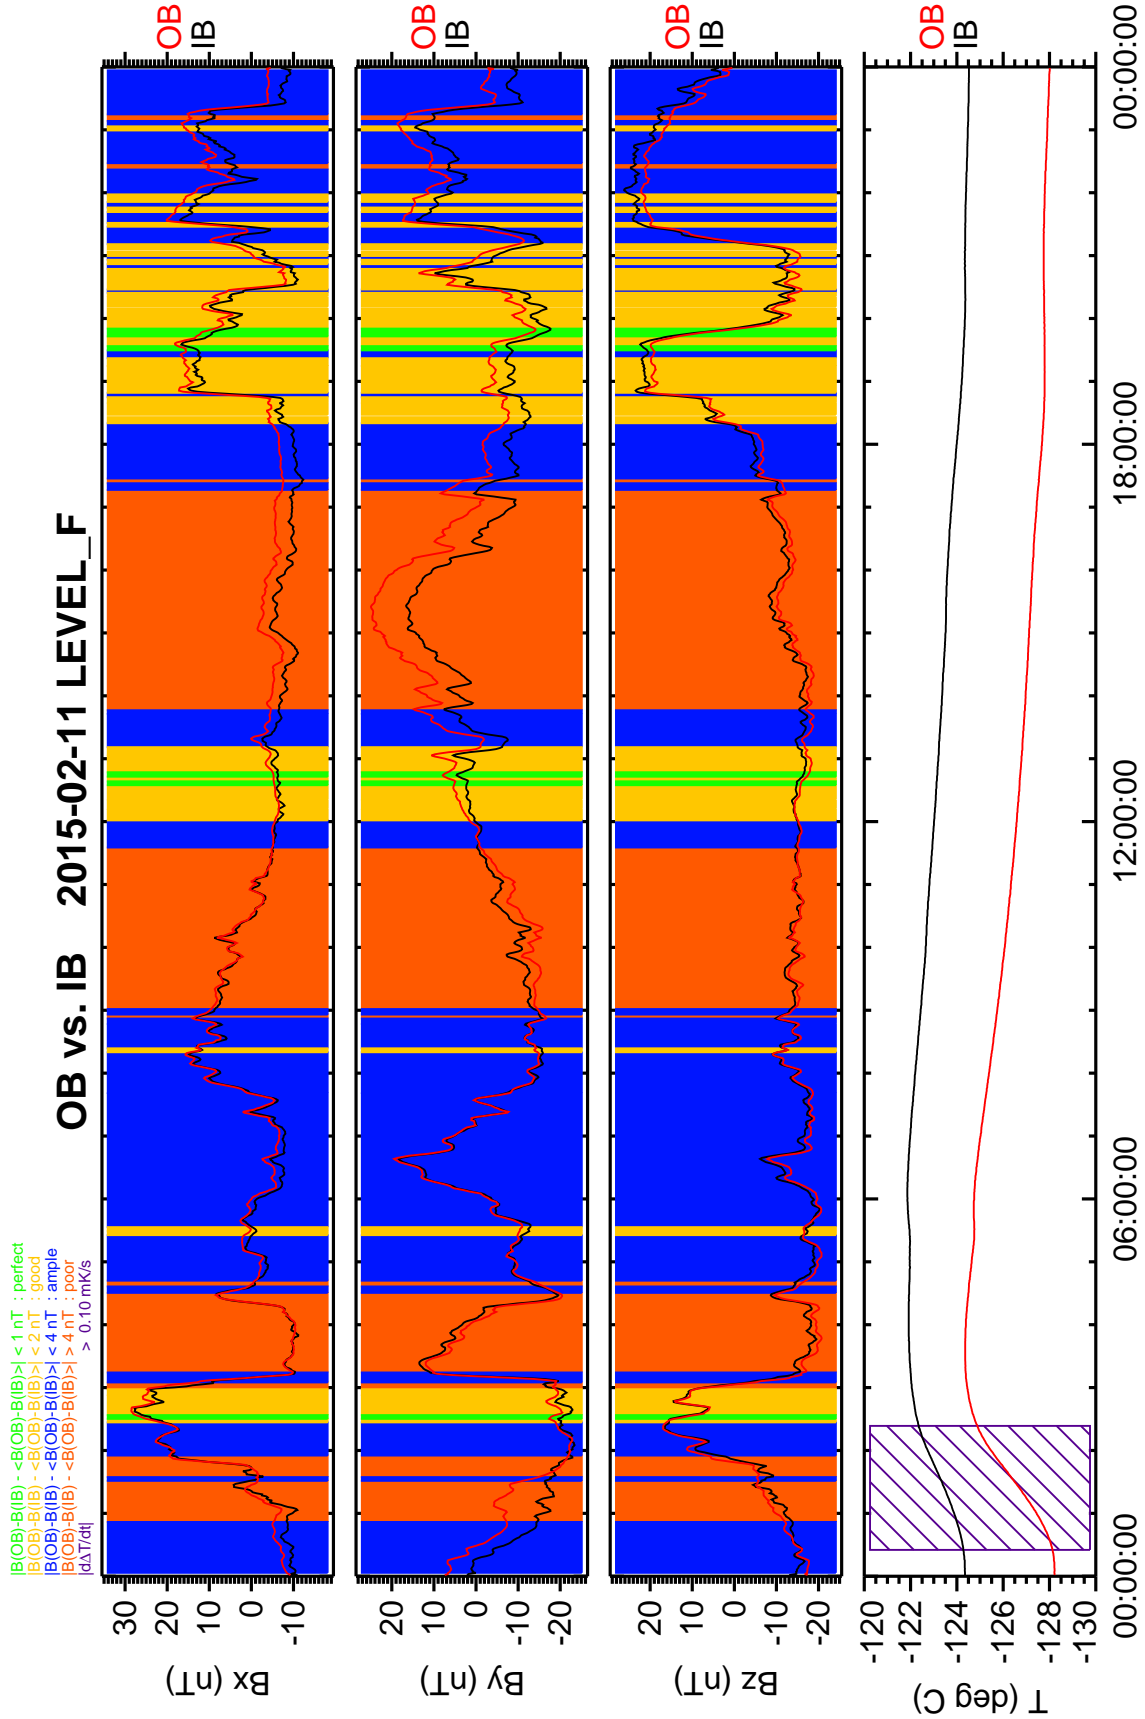 OB vs. IB 2015-02-11 LEVEL_F
|B(OB)-B(IB) - <B(OB)-B(IB)>| < 1 nT : perfect
|B(OB)-B(IB) - <B(OB)-B(IB)>| < 2 nT : good
|B(OB)-B(IB) - <B(OB)-B(IB)>| < 4 nT : ample
|B(OB)-B(IB) - <B(OB)-B(IB)>| > 4 nT : poor
|dΔT/dt| > 0.10 mK/s
Bx (nT)
30
20
10
0
-10
OB
IB
By (nT)
20
10
0
-10
-20
OB
IB
Bz (nT)
20
10
0
-10
-20
OB
IB
T (deg C)
-120
-122
-124
-126
-128
-130
OB
IB
00:00:00 06:00:00 12:00:00 18:00:00 00:00:00